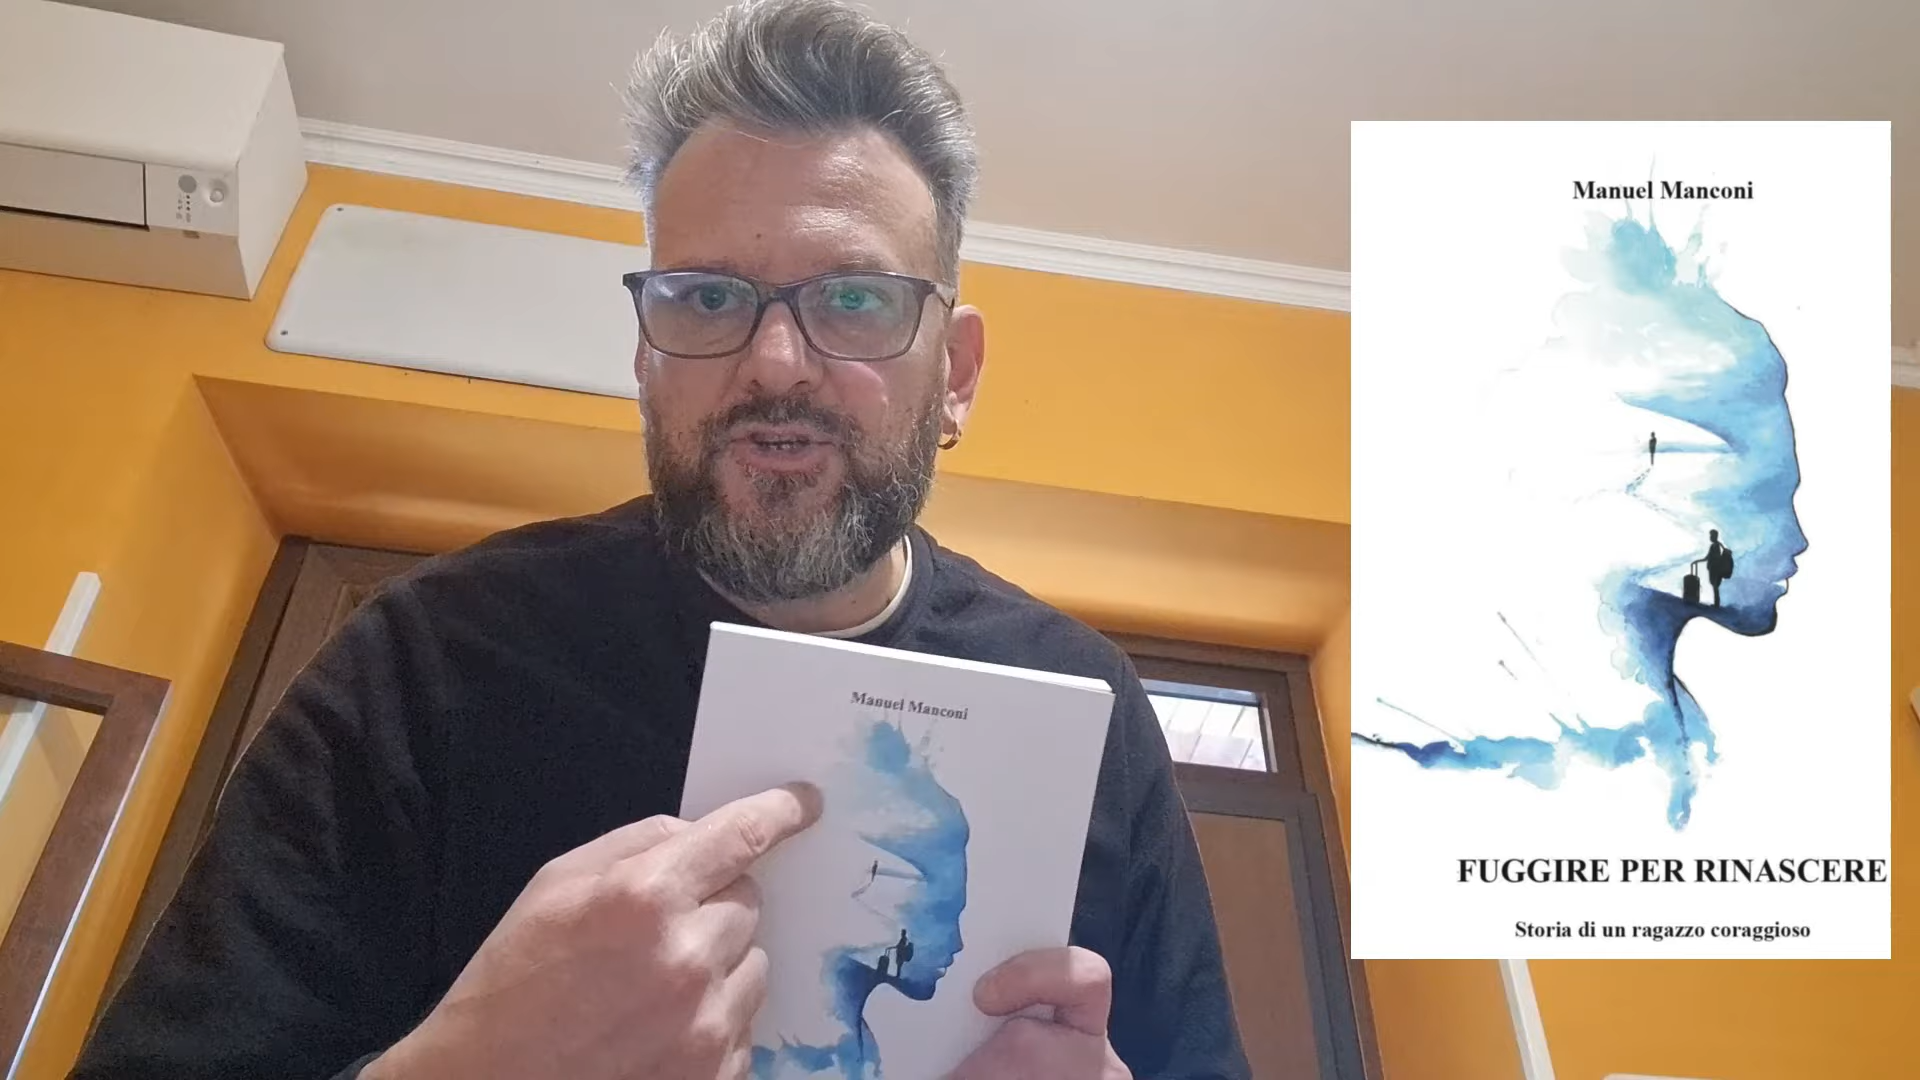 Manuel Manconi
Manuel Manconi
FUGGIRE PER RINASCERE
Storia di un ragazzo coraggioso